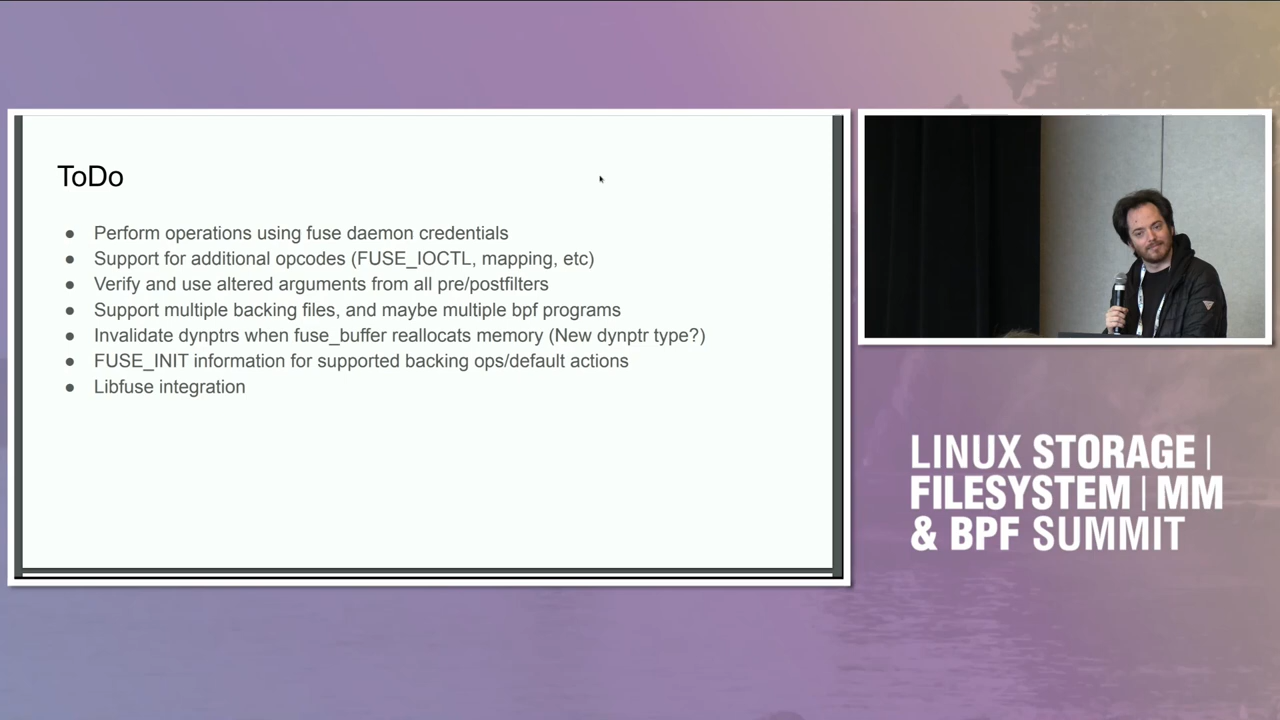 ToDo
● Perform operations using fuse daemon credentials
● Support for additional opcodes (FUSE_IOCTL, mapping, etc)
● Verify and use altered arguments from all pre/postfilters
● Support multiple backing files, and maybe multiple bpf programs
● Invalidate dynptrs when fuse_buffer reallocats memory (New dynptr type?)
● FUSE_INIT information for supported backing ops/default actions
● Libfuse integration
LINUX STORAGE |
FILESYSTEM | MM
& BPF SUMMIT